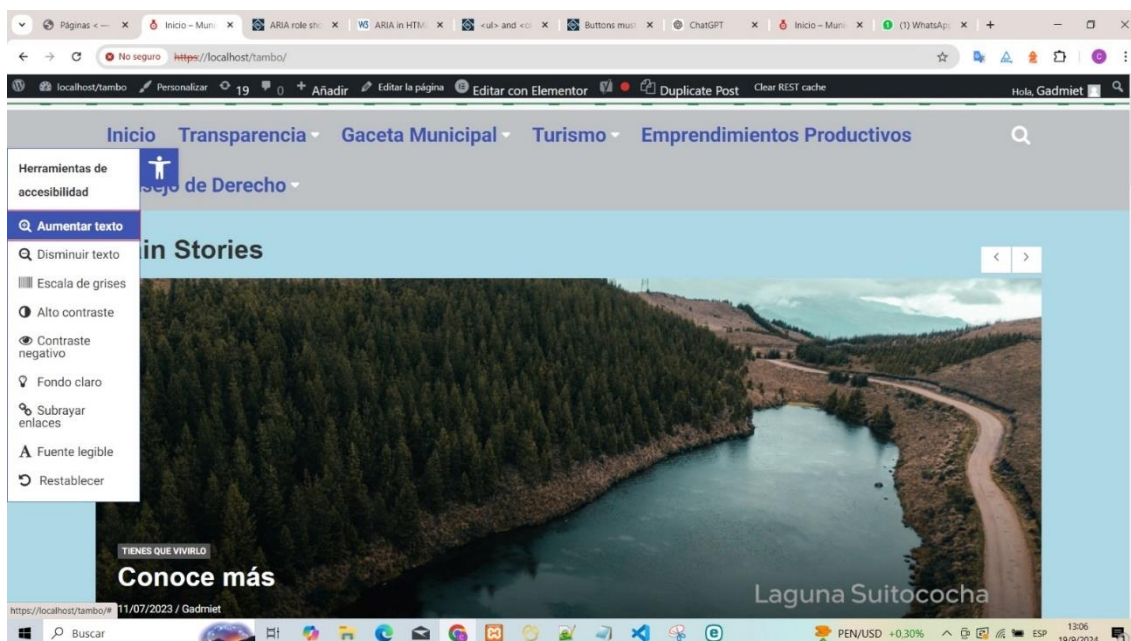 Páginas < —
Inicio – Muni
ARIA role sho
ARIA in HTM
<ul> and <o
Buttons must
ChatGPT
Inicio – Muni
(1) WhatsApp
No seguro https://localhost/tambo/
localhost/tambo Personalizar 19 0 + Añadir Editar la página Editar con Elementor Duplicate Post Clear REST cache Hola, Gadmiet
Inicio Transparencia Gaceta Municipal Turismo Emprendimientos Productivos
de Derecho
Herramientas de
accesibilidad
Aumentar texto
Disminuir texto
Escala de grises
Alto contraste
Contraste
negativo
Fondo claro
Subrayar
enlaces
Fuente legible
Restablecer
in Stories
TIENES QUE VIVIRLO
Conoce más
11/07/2023 / Gadmiet
Laguna Suitococha
https://localhost/tambo/#
Buscar
PEN/USD +0.30%
ESP
13:06
19/9/2024